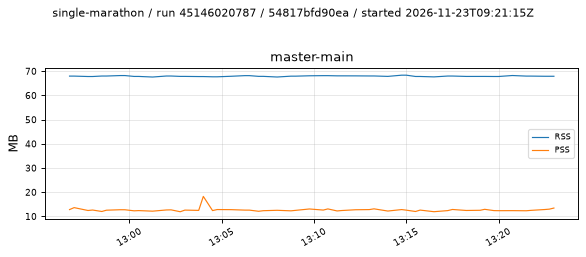 single-marathon / run 45146020787 / 54817bfd90ea / started 2026-11-23T09:21:15Z
master-main
MB
70
60
50
40
30
20
10
RSS
PSS
13:00
13:05
13:10
13:15
13:20